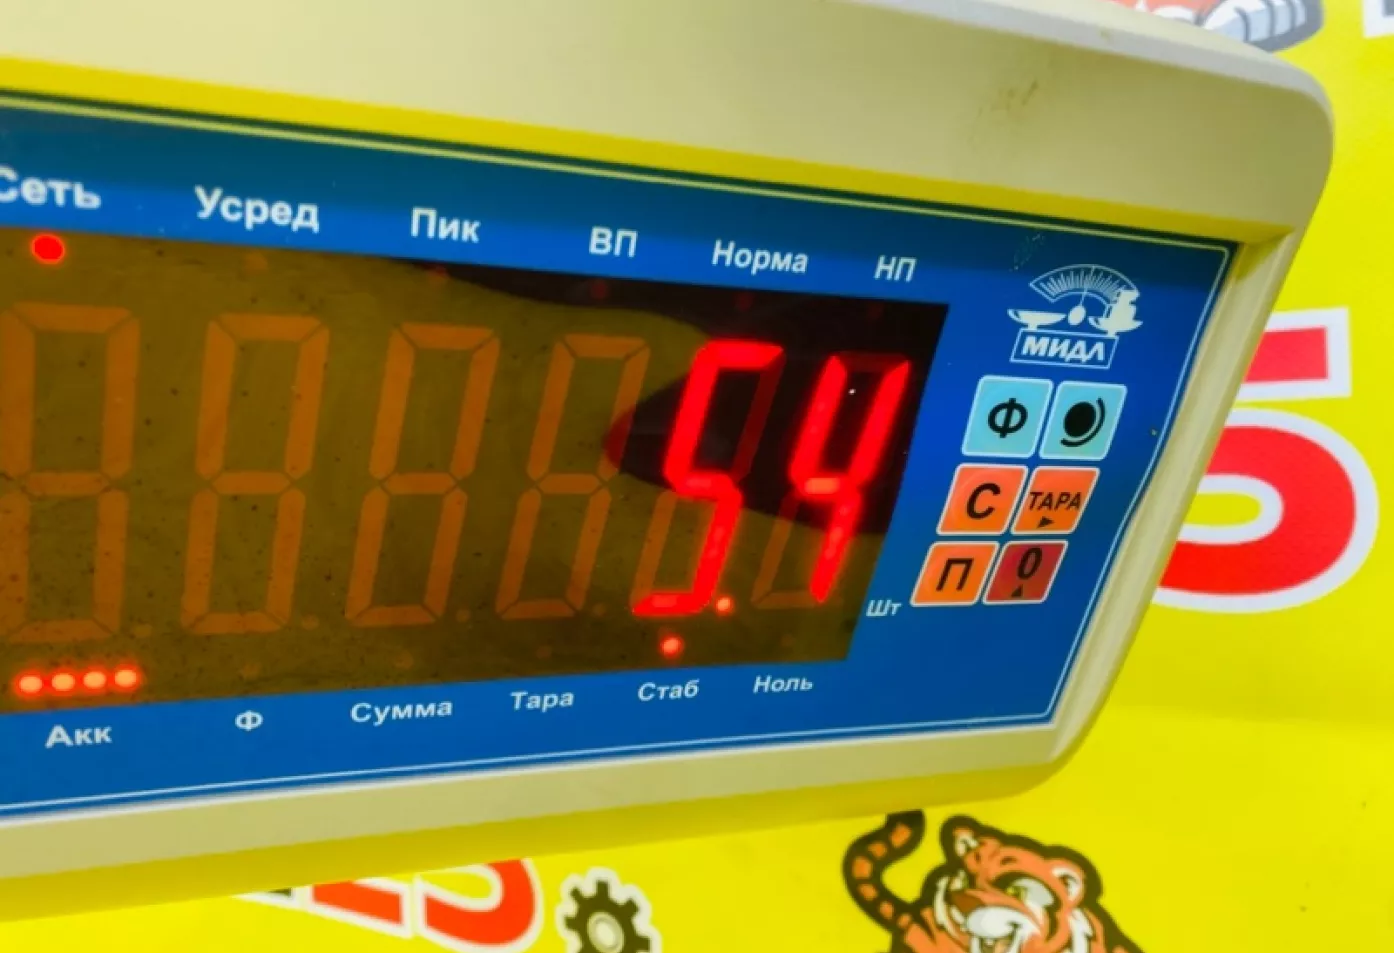 Сеть Усред Пик ВП Норма НП
5.4
МИДЛ
Ф
С ТАРА
П 0
Шт
Акк Ф Сумма Тара Стаб Ноль